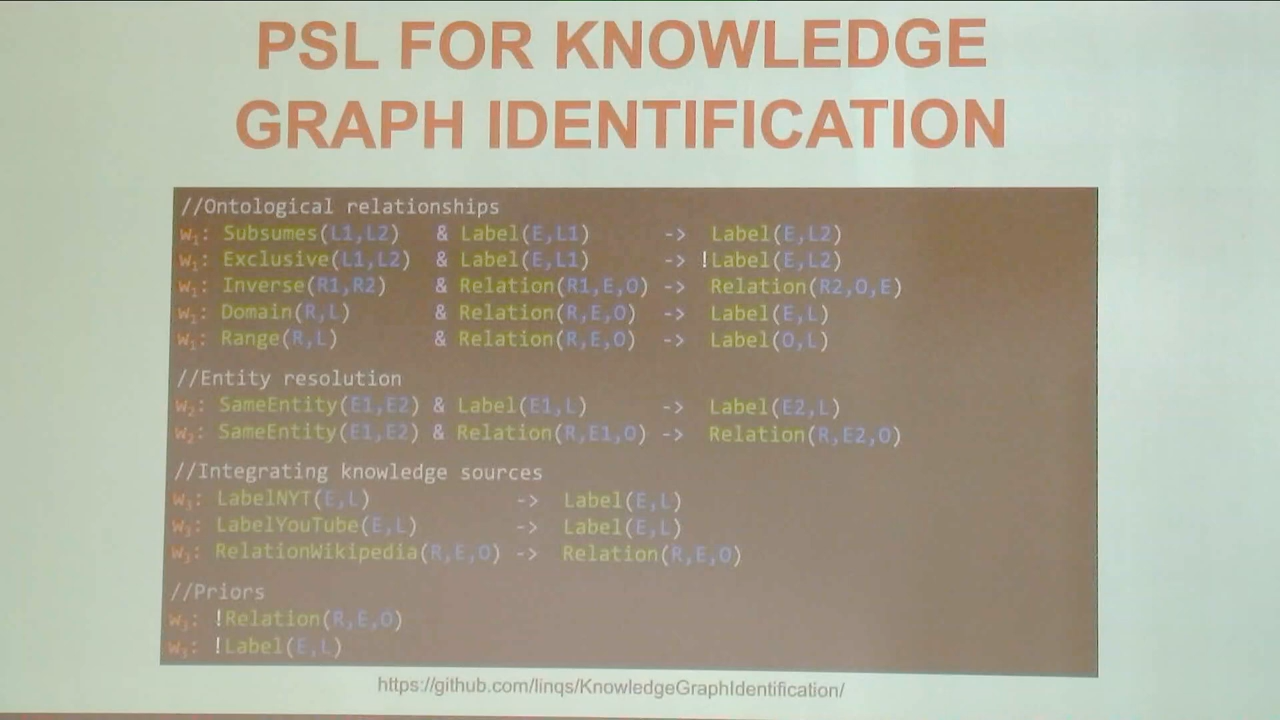 PSL FOR KNOWLEDGE
GRAPH IDENTIFICATION
//Ontological relationships
w₁: Subsumes(L1,L2) & Label(E,L1) -> Label(E,L2)
w₁: Exclusive(L1,L2) & Label(E,L1) -> !Label(E,L2)
w₁: Inverse(R1,R2) & Relation(R1,E,O) -> Relation(R2,O,E)
w₁: Domain(R,L) & Relation(R,E,O) -> Label(E,L)
w₁: Range(R,L) & Relation(R,E,O) -> Label(O,L)
//Entity resolution
w₂: SameEntity(E1,E2) & Label(E1,L) -> Label(E2,L)
w₂: SameEntity(E1,E2) & Relation(R,E1,O) -> Relation(R,E2,O)
//Integrating knowledge sources
w₃: LabelNYT(E,L) -> Label(E,L)
w₃: LabelYouTube(E,L) -> Label(E,L)
w₃: RelationWikipedia(R,E,O) -> Relation(R,E,O)
//Priors
w₃: !Relation(R,E,O)
w₃: !Label(E,L)
https://github.com/linqs/KnowledgeGraphIdentification/